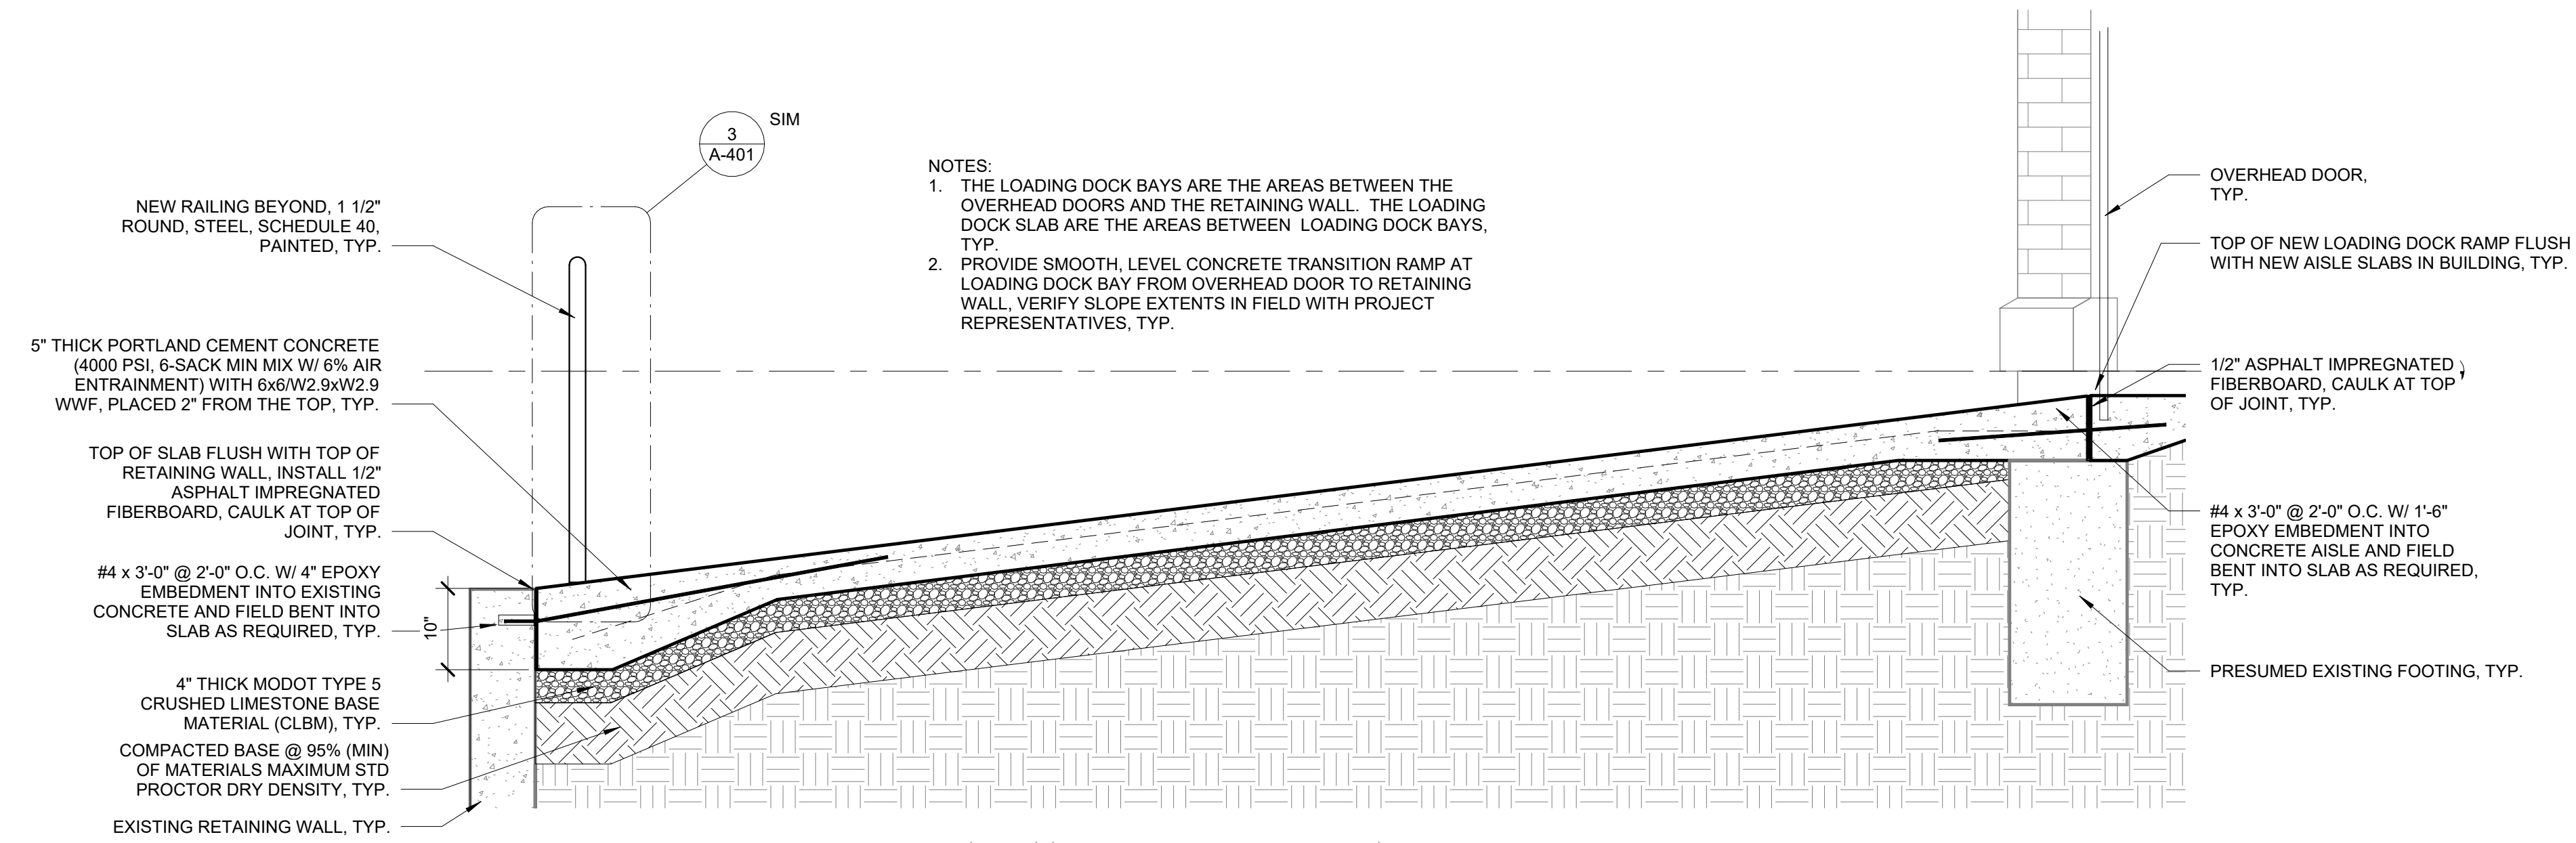 NEW RAILING BEYOND, 1 1/2"
ROUND, STEEL, SCHEDULE 40,
PAINTED, TYP.
5" THICK PORTLAND CEMENT CONCRETE
(4000 PSI, 6-SACK MIN MIX W/ 6% AIR
ENTRAINMENT) WITH 6x6/W2.9xW2.9
WWF, PLACED 2" FROM THE TOP, TYP.
TOP OF SLAB FLUSH WITH TOP OF
RETAINING WALL, INSTALL 1/2"
ASPHALT IMPREGNATED
FIBERBOARD, CAULK AT TOP OF
JOINT, TYP.
#4 x 3'-0" @ 2'-0" O.C. W/ 4" EPOXY
EMBEDMENT INTO EXISTING
CONCRETE AND FIELD BENT INTO
SLAB AS REQUIRED, TYP.
4" THICK MODOT TYPE 5
CRUSHED LIMESTONE BASE
MATERIAL (CLBM), TYP.
COMPACTED BASE @ 95% (MIN)
OF MATERIALS MAXIMUM STD
PROCTOR DRY DENSITY, TYP.
EXISTING RETAINING WALL, TYP.
10"
3
A-401
SIM
NOTES:
1. THE LOADING DOCK BAYS ARE THE AREAS BETWEEN THE
OVERHEAD DOORS AND THE RETAINING WALL. THE LOADING
DOCK SLAB ARE THE AREAS BETWEEN LOADING DOCK BAYS,
TYP.
2. PROVIDE SMOOTH, LEVEL CONCRETE TRANSITION RAMP AT
LOADING DOCK BAY FROM OVERHEAD DOOR TO RETAINING
WALL, VERIFY SLOPE EXTENTS IN FIELD WITH PROJECT
REPRESENTATIVES, TYP.
OVERHEAD DOOR,
TYP.
TOP OF NEW LOADING DOCK RAMP FLUSH
WITH NEW AISLE SLABS IN BUILDING, TYP.
1/2" ASPHALT IMPREGNATED
FIBERBOARD, CAULK AT TOP
OF JOINT, TYP.
#4 x 3'-0" @ 2'-0" O.C. W/ 1'-6"
EPOXY EMBEDMENT INTO
CONCRETE AISLE AND FIELD
BENT INTO SLAB AS REQUIRED,
TYP.
PRESUMED EXISTING FOOTING, TYP.